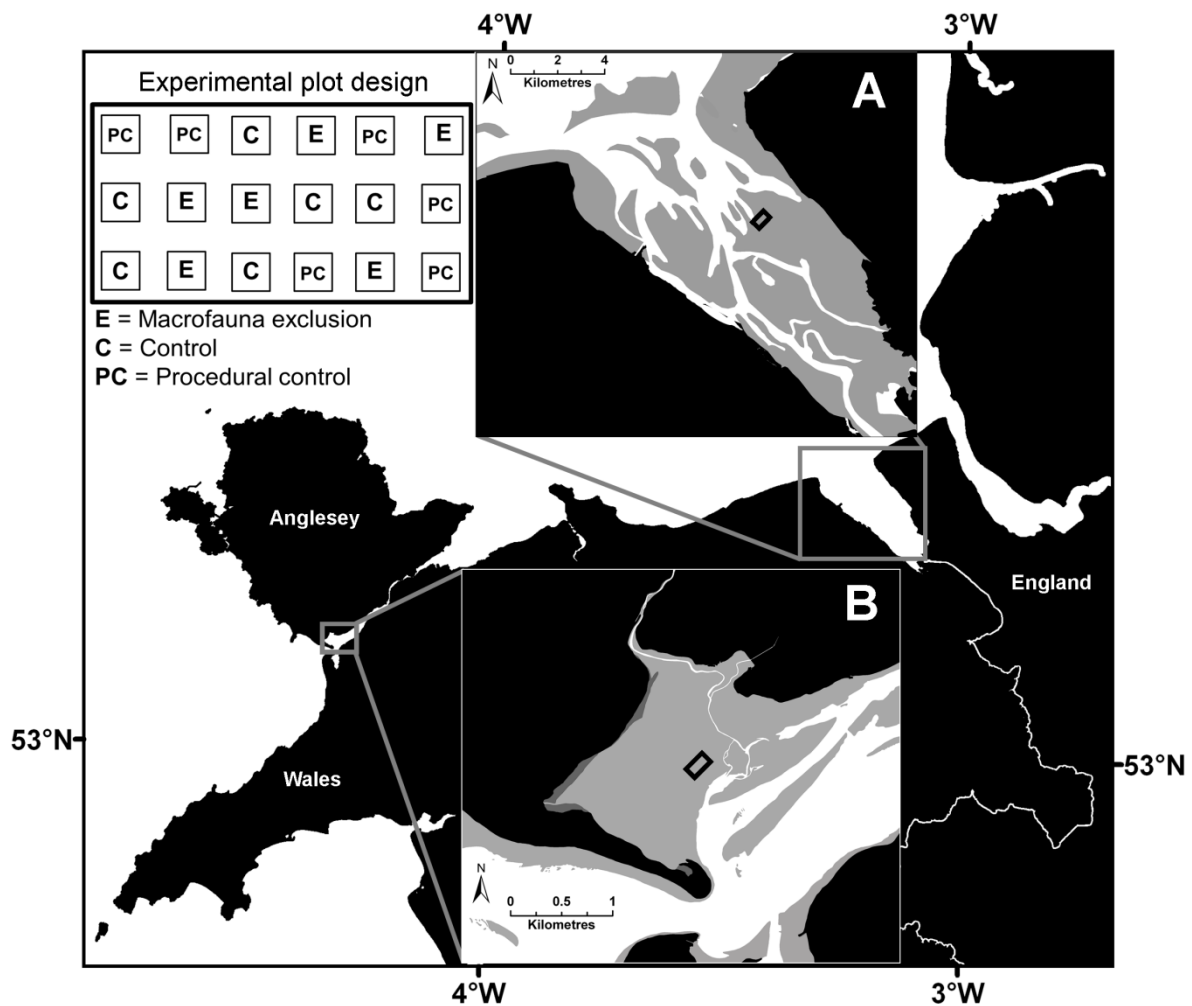 4°W 3°W
Experimental plot design
PC PC C E PC E
C E E C C PC
C E C PC E PC
E = Macrofauna exclusion
C = Control
PC = Procedural control
N
0 2 4
Kilometres
A
Anglesey
England
B
53°N
Wales
53°N
N
0 0.5 1
Kilometres
4°W 3°W